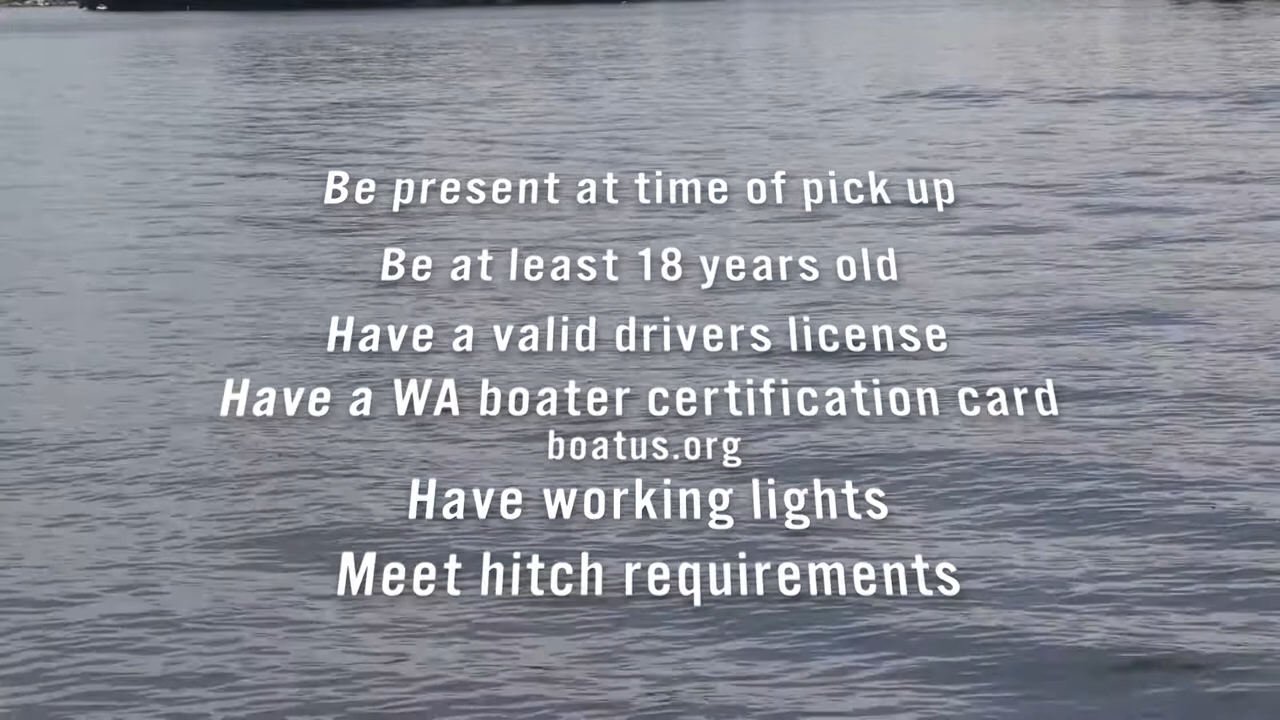 Be present at time of pick up
Be at least 18 years old
Have a valid drivers license
Have a WA boater certification card
boatus.org
Have working lights
Meet hitch requirements